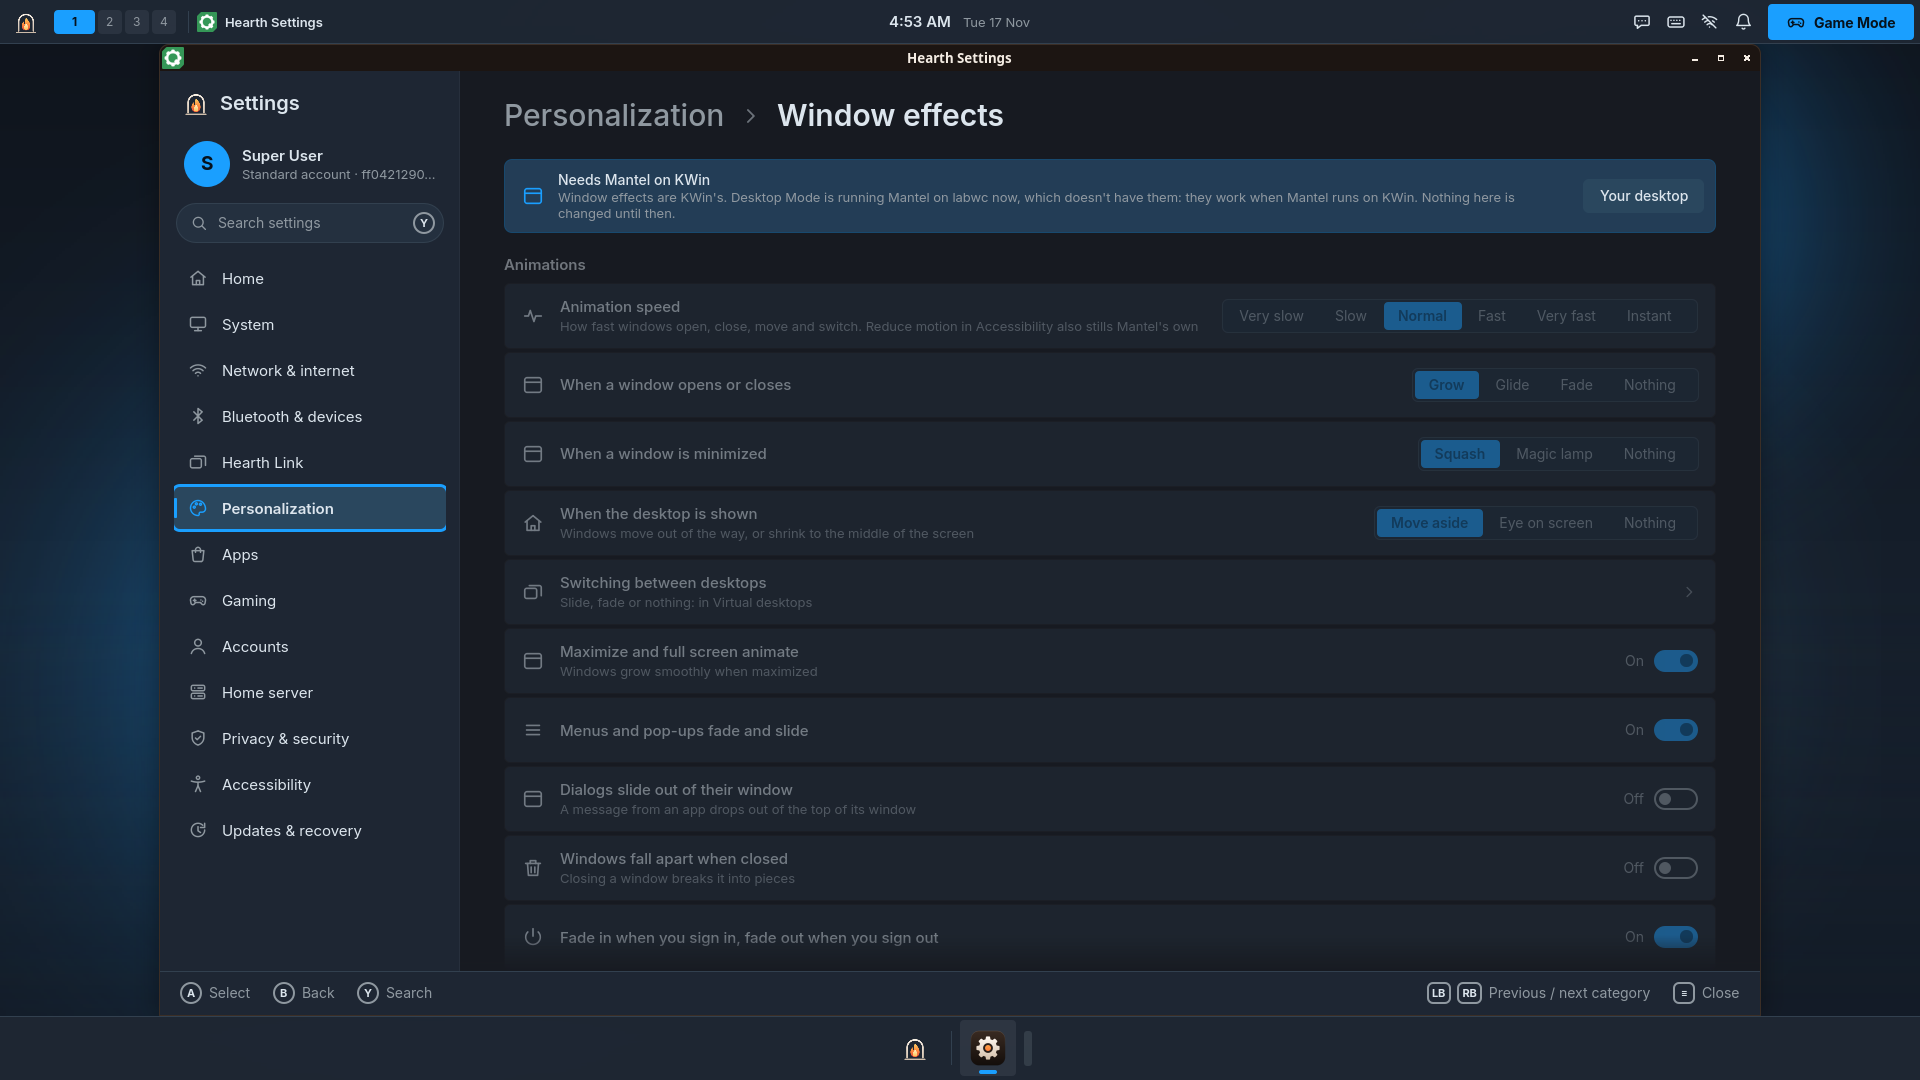 1 2 3 4 Hearth Settings 4:53 AM Tue 17 Nov Game Mode
Hearth Settings
Settings
S
Super User
Standard account · ff0421290...
Search settings Y
Home
System
Network & internet
Bluetooth & devices
Hearth Link
Personalization
Apps
Gaming
Accounts
Home server
Privacy & security
Accessibility
Updates & recovery
Personalization > Window effects
Needs Mantel on KWin
Window effects are KWin's. Desktop Mode is running Mantel on labwc now, which doesn't have them: they work when Mantel runs on KWin. Nothing here is
changed until then.
Your desktop
Animations
Animation speed
How fast windows open, close, move and switch. Reduce motion in Accessibility also stills Mantel's own
Very slow Slow Normal Fast Very fast Instant
When a window opens or closes
Grow Glide Fade Nothing
When a window is minimized
Squash Magic lamp Nothing
When the desktop is shown
Windows move out of the way, or shrink to the middle of the screen
Move aside Eye on screen Nothing
Switching between desktops
Slide, fade or nothing: in Virtual desktops
Maximize and full screen animate
Windows grow smoothly when maximized
On
Menus and pop-ups fade and slide
On
Dialogs slide out of their window
A message from an app drops out of the top of its window
Off
Windows fall apart when closed
Closing a window breaks it into pieces
Off
Fade in when you sign in, fade out when you sign out
On
A Select B Back Y Search LB RB Previous / next category ≡ Close